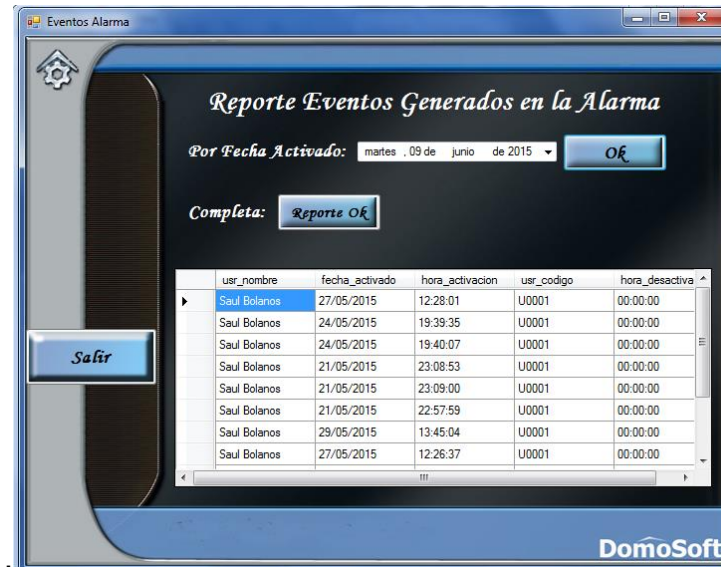 Eventos Alarma
Reporte Eventos Generados en la Alarma
Por Fecha Activado: martes , 09 de junio de 2015 Ok
Completa: Reporte Ok
usr_nombre fecha_activado hora_activacion usr_codigo hora_desactiva
Saul Bolanos 27/05/2015 12:28:01 U0001 00:00:00
Saul Bolanos 24/05/2015 19:39:35 U0001 00:00:00
Saul Bolanos 24/05/2015 19:40:07 U0001 00:00:00
Saul Bolanos 21/05/2015 23:08:53 U0001 00:00:00
Saul Bolanos 21/05/2015 23:09:00 U0001 00:00:00
Saul Bolanos 21/05/2015 22:57:59 U0001 00:00:00
Saul Bolanos 29/05/2015 13:45:04 U0001 00:00:00
Saul Bolanos 27/05/2015 12:26:37 U0001 00:00:00
Salir
DomoSoft